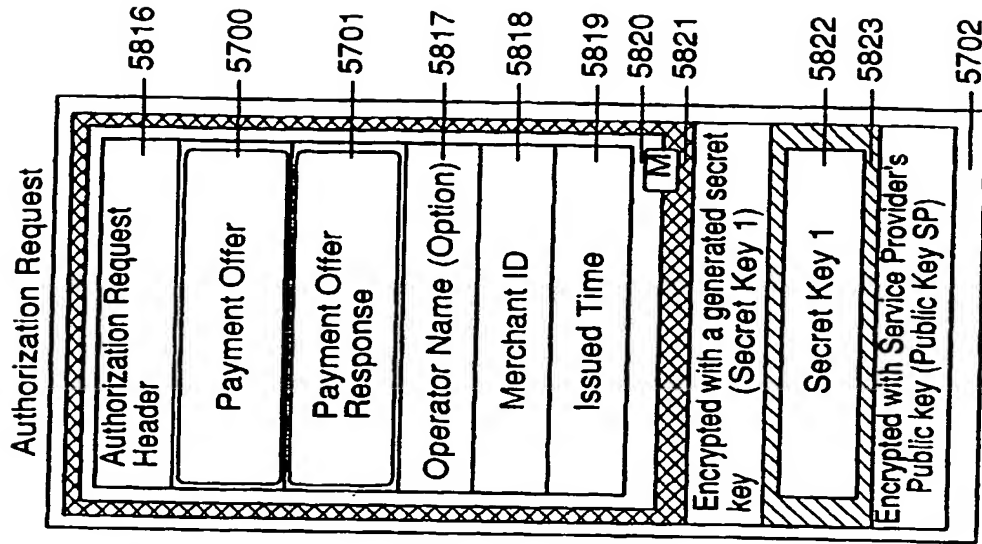 Authorization Request
Authorization Request
Header
5816
Payment Offer
5700
Payment Offer
Response
5701
Operator Name (Option)
5817
Merchant ID
5818
Issued Time
5819
M
5820
5821
Encrypted with a generated secret
key (Secret Key 1)
Secret Key 1
5822
5823
Encrypted with Service Provider's
Public key (Public Key SP)
5702